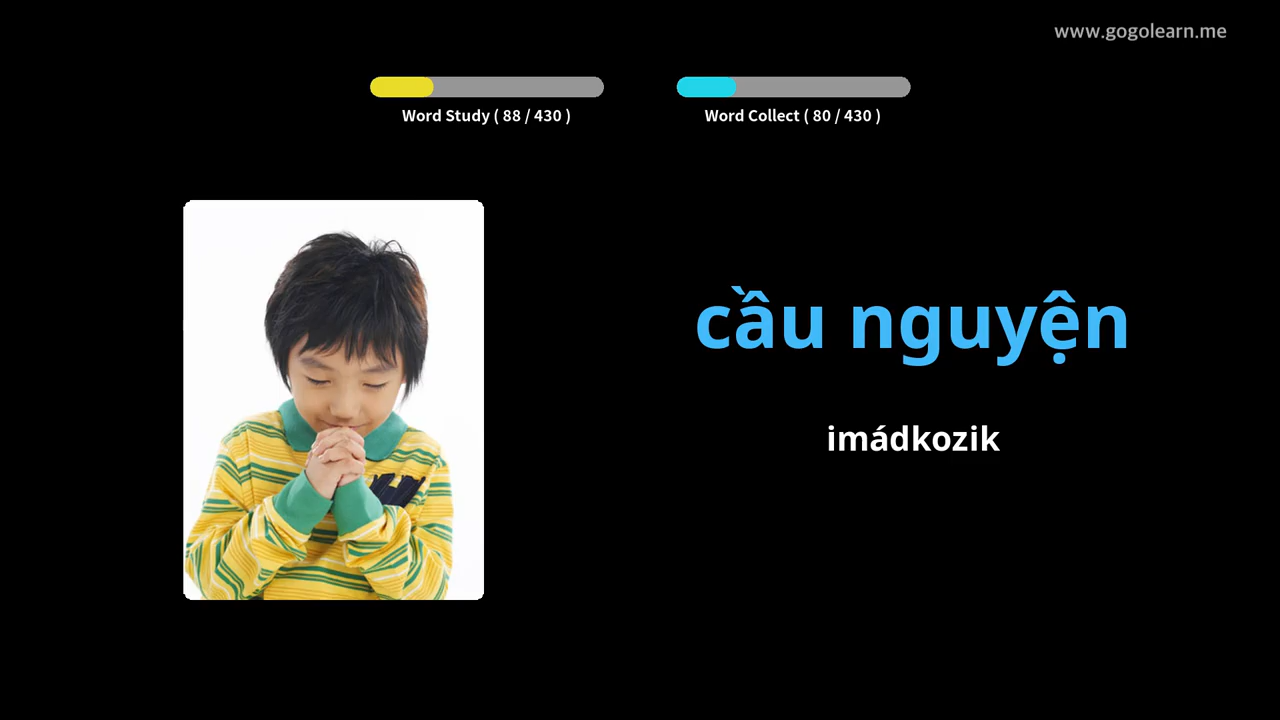 www.gogolearn.me
Word Study ( 88 / 430 )
Word Collect ( 80 / 430 )
cầu nguyện
imádkozik